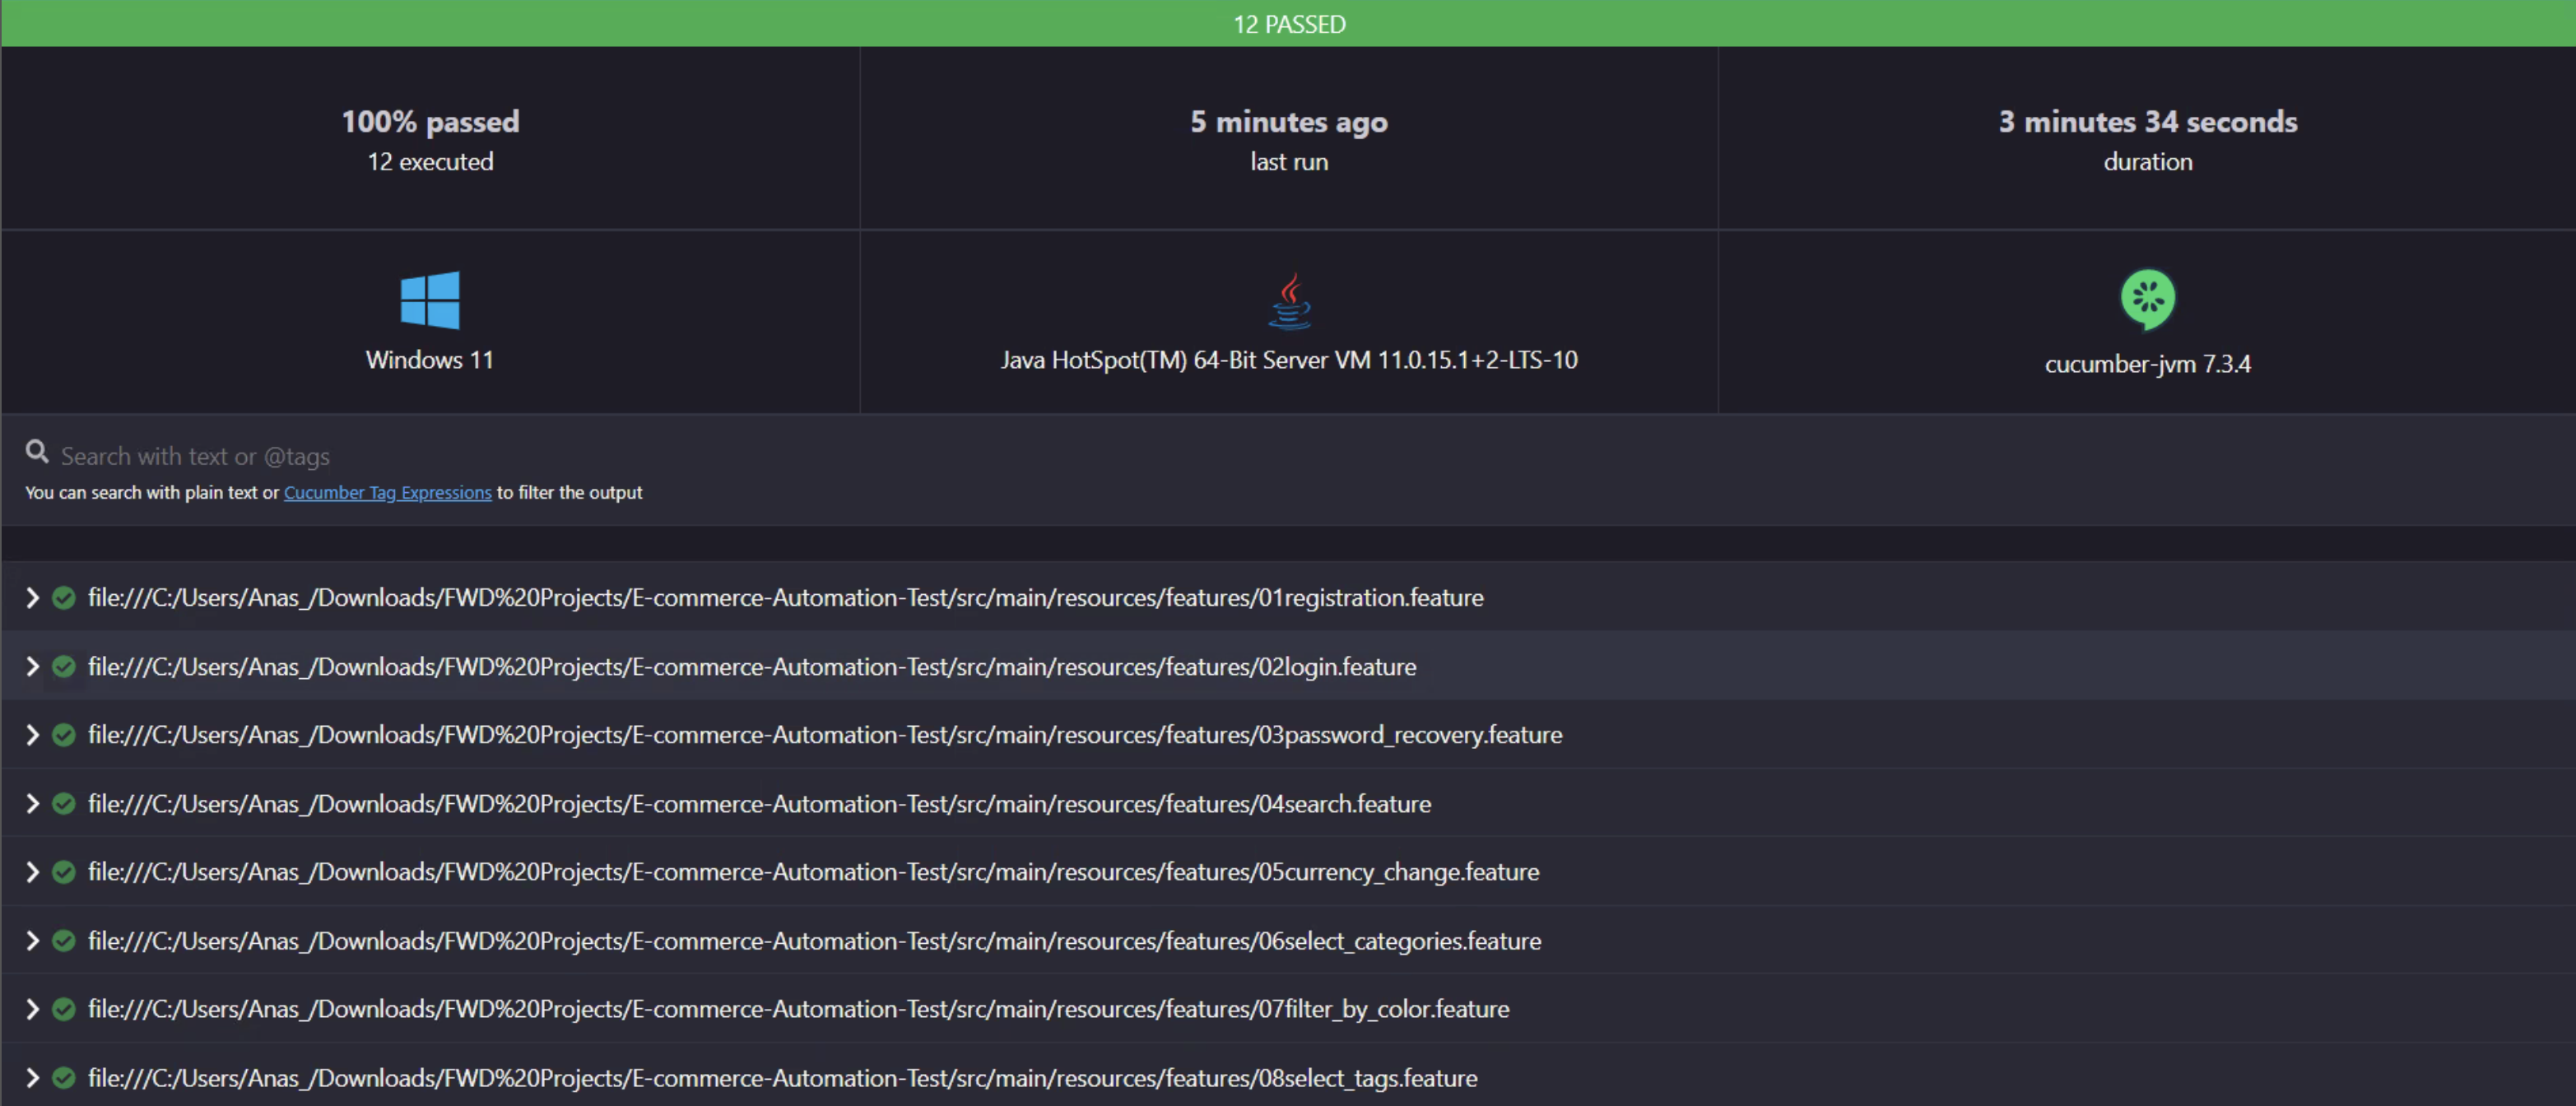 12 PASSED
100% passed
12 executed
5 minutes ago
last run
3 minutes 34 seconds
duration
Windows 11
Java HotSpot(TM) 64-Bit Server VM 11.0.15.1+2-LTS-10
cucumber-jvm 7.3.4
Search with text or @tags
You can search with plain text or Cucumber Tag Expressions to filter the output
file:///C:/Users/Anas_/Downloads/FWD%20Projects/E-commerce-Automation-Test/src/main/resources/features/01registration.feature
file:///C:/Users/Anas_/Downloads/FWD%20Projects/E-commerce-Automation-Test/src/main/resources/features/02login.feature
file:///C:/Users/Anas_/Downloads/FWD%20Projects/E-commerce-Automation-Test/src/main/resources/features/03password_recovery.feature
file:///C:/Users/Anas_/Downloads/FWD%20Projects/E-commerce-Automation-Test/src/main/resources/features/04search.feature
file:///C:/Users/Anas_/Downloads/FWD%20Projects/E-commerce-Automation-Test/src/main/resources/features/05currency_change.feature
file:///C:/Users/Anas_/Downloads/FWD%20Projects/E-commerce-Automation-Test/src/main/resources/features/06select_categories.feature
file:///C:/Users/Anas_/Downloads/FWD%20Projects/E-commerce-Automation-Test/src/main/resources/features/07filter_by_color.feature
file:///C:/Users/Anas_/Downloads/FWD%20Projects/E-commerce-Automation-Test/src/main/resources/features/08select_tags.feature